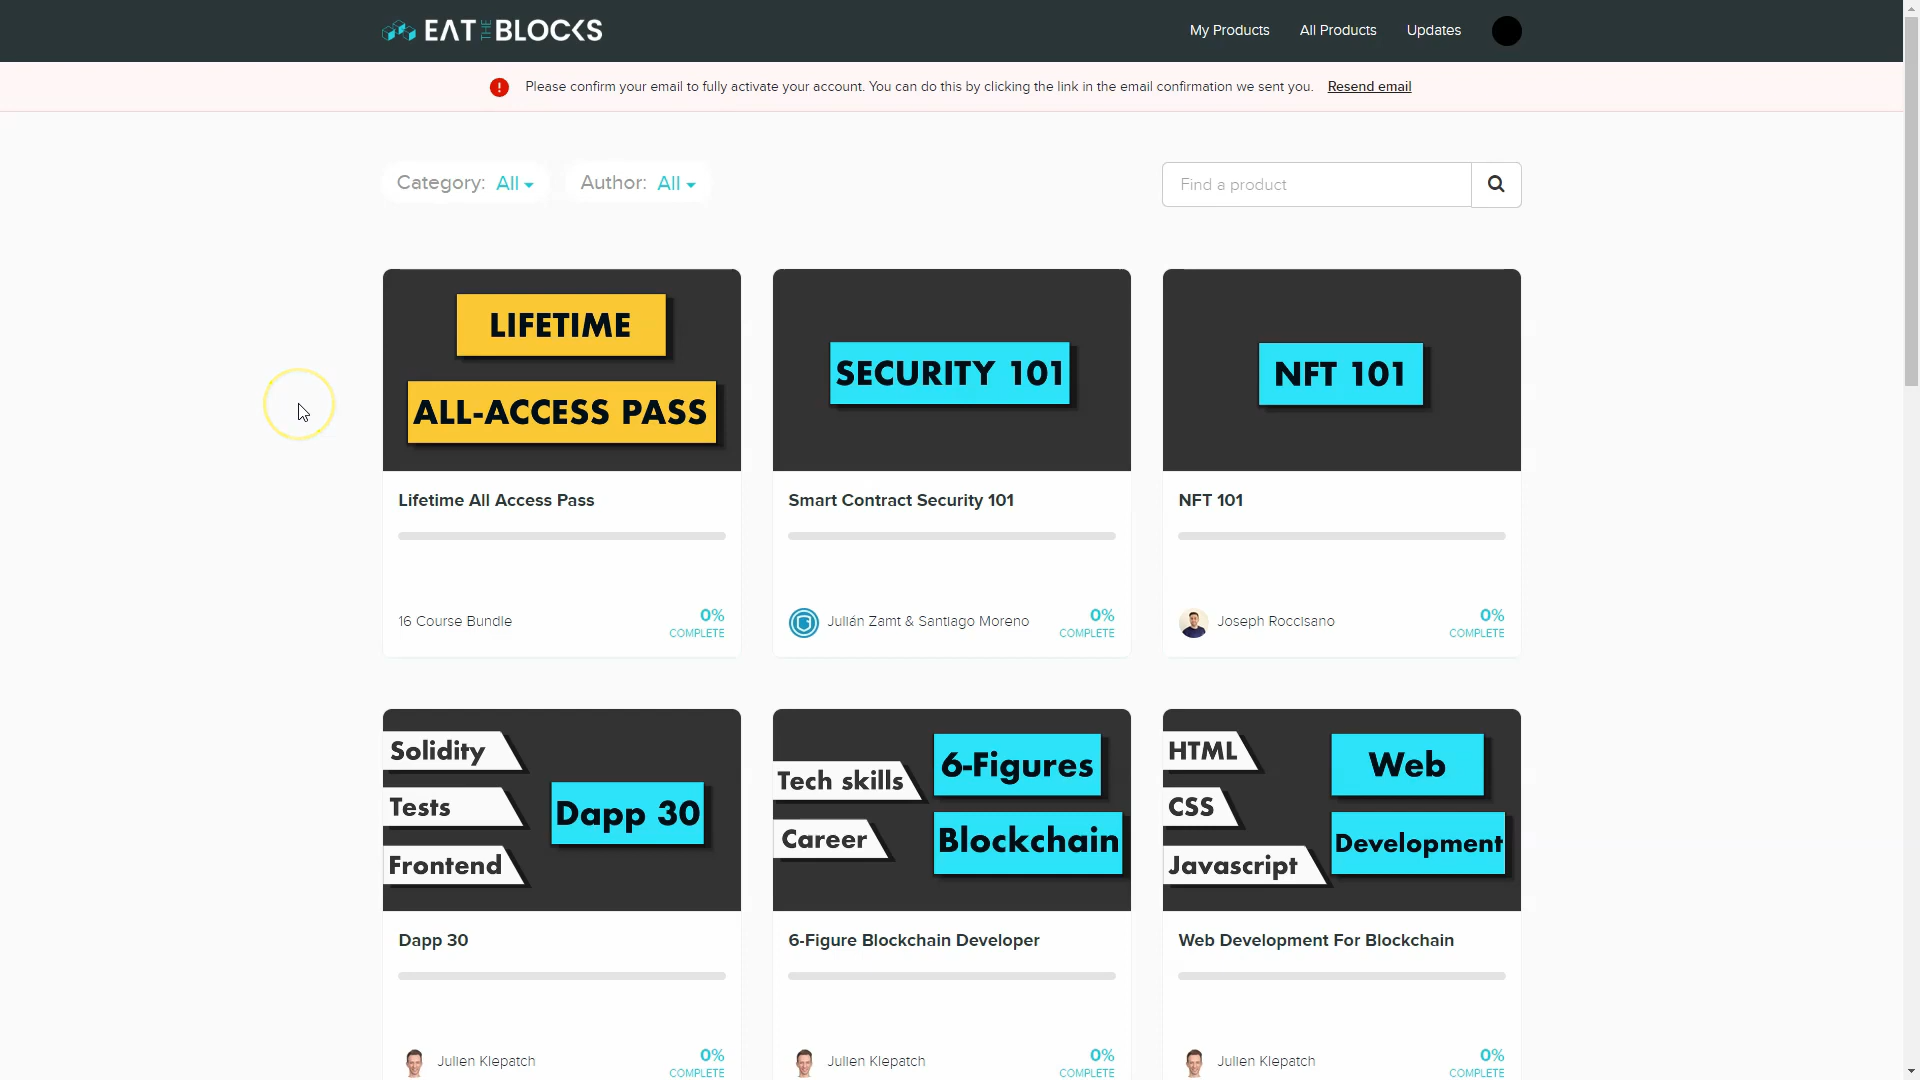 EAT THE BLOCKS
My Products
All Products
Updates
Please confirm your email to fully activate your account. You can do this by clicking the link in the email confirmation we sent you.
Resend email
Category: All
Author: All
Find a product
LIFETIME
ALL-ACCESS PASS
Lifetime All Access Pass
16 Course Bundle
0%
COMPLETE
SECURITY 101
Smart Contract Security 101
Julián Zamt & Santiago Moreno
0%
COMPLETE
NFT 101
NFT 101
Joseph Roccisano
0%
COMPLETE
Solidity
Tests
Frontend
Dapp 30
Dapp 30
Julien Klepatch
0%
COMPLETE
Tech skills
Career
6-Figures
Blockchain
6-Figure Blockchain Developer
Julien Klepatch
0%
COMPLETE
HTML
CSS
Javascript
Web
Development
Web Development For Blockchain
Julien Klepatch
0%
COMPLETE